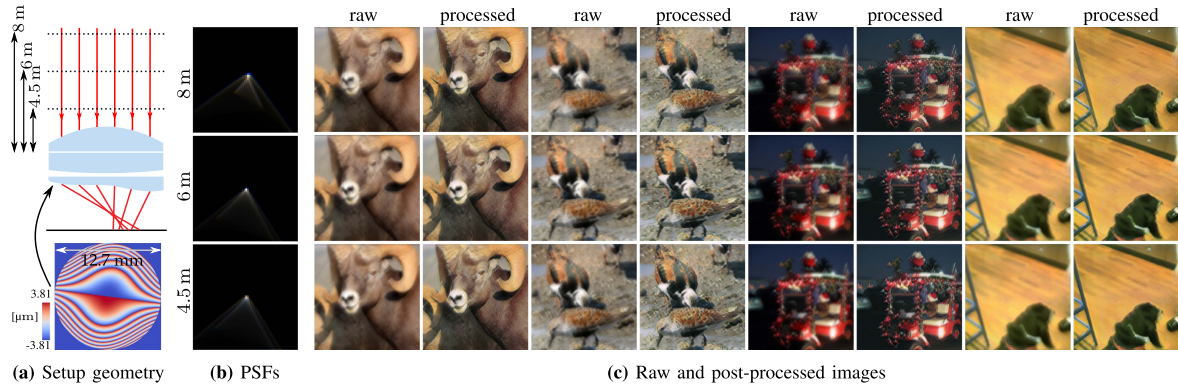 raw processed raw processed raw processed raw processed
8 m
6 m
4.5 m
8 m
6 m
4.5 m
12.7 mm
3.81
[µm]
-3.81
(a) Setup geometry
(b) PSFs
(c) Raw and post-processed images